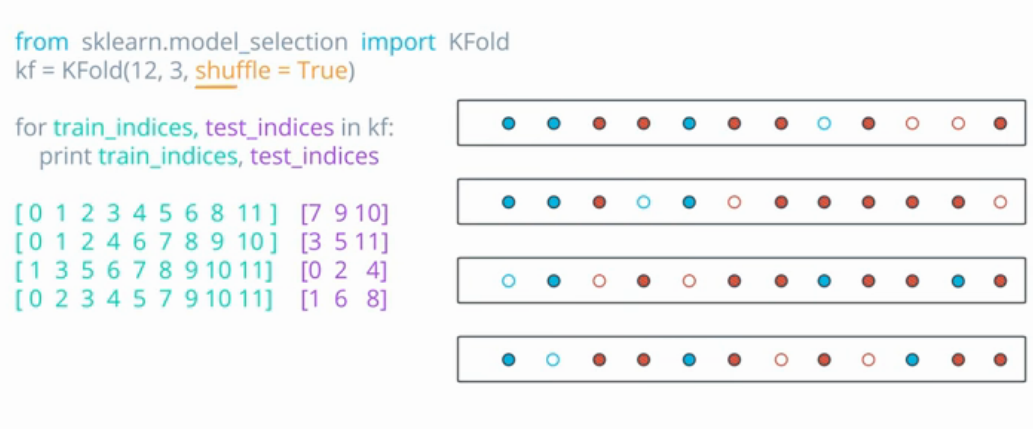 from sklearn.model_selection import KFold
kf = KFold(12, 3, shuffle = True)
for train_indices, test_indices in kf:
print train_indices, test_indices
[ 0 1 2 3 4 5 6 8 11 ] [7 9 10]
[ 0 1 2 4 6 7 8 9 10 ] [3 5 11]
[ 1 3 5 6 7 8 9 10 11] [0 2 4]
[ 0 2 3 4 5 7 9 10 11] [1 6 8]